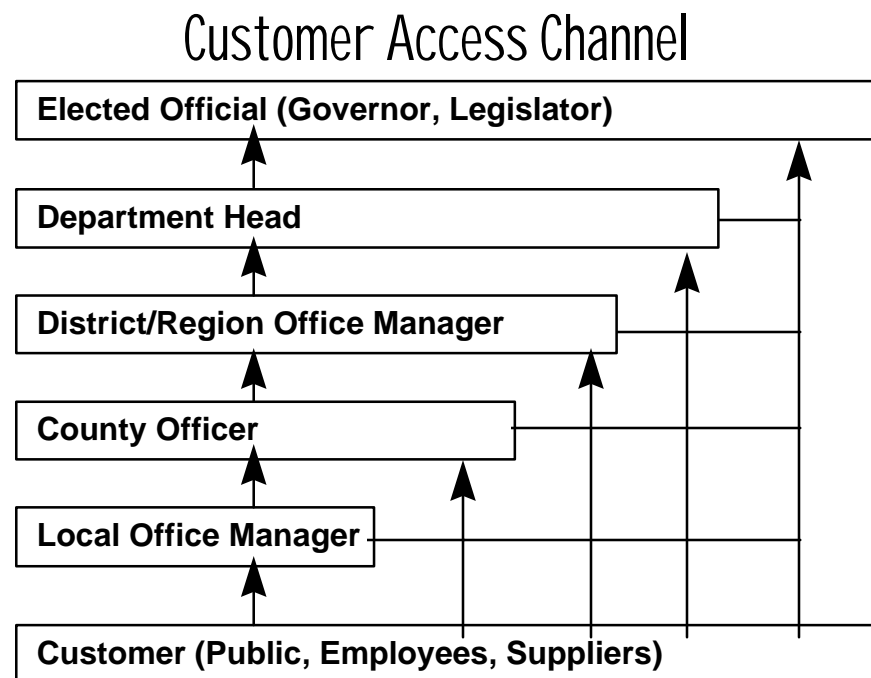 Customer Access Channel
Elected Official (Governor, Legislator)
Department Head
District/Region Office Manager
County Officer
Local Office Manager
Customer (Public, Employees, Suppliers)